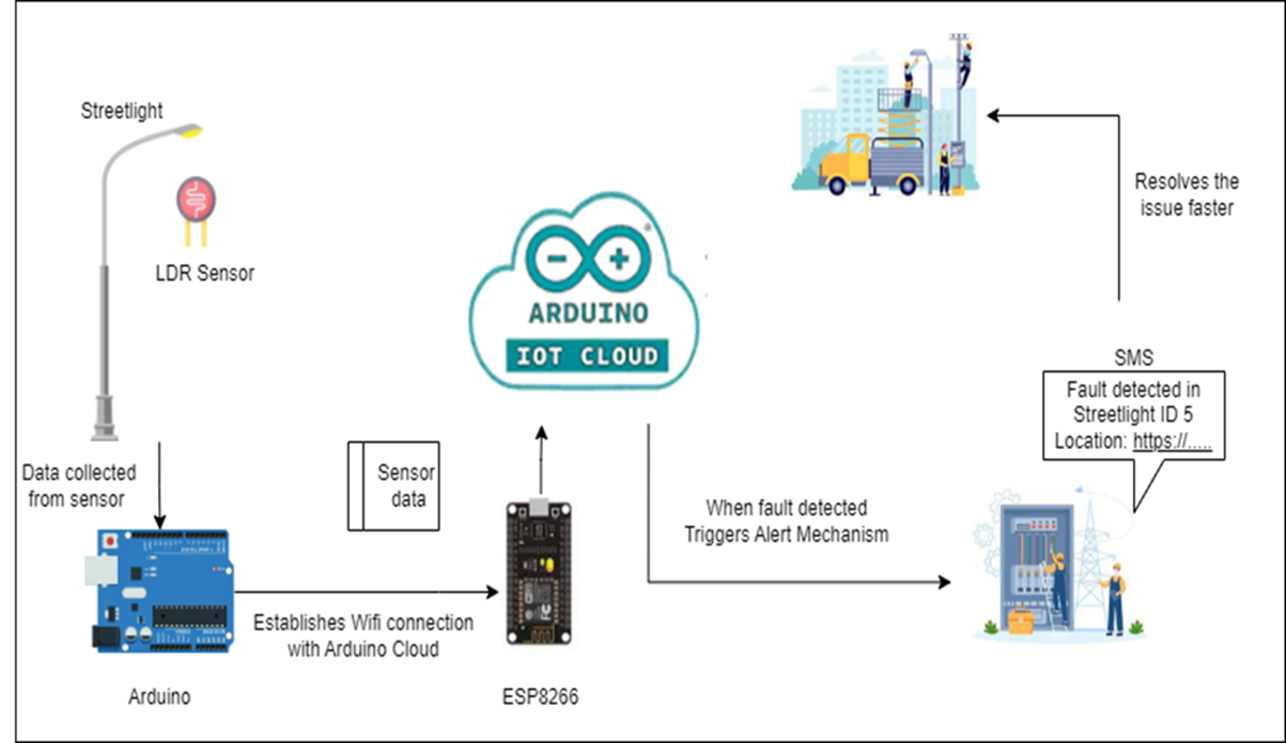 Streetlight
LDR Sensor
Data collected
from sensor
Arduino
Sensor
data
Establishes Wifi connection
with Arduino Cloud
ESP8266
ARDUINO
IOT CLOUD
When fault detected
Triggers Alert Mechanism
SMS
Fault detected in
Streetlight ID 5
Location: https://.....
Resolves the
issue faster